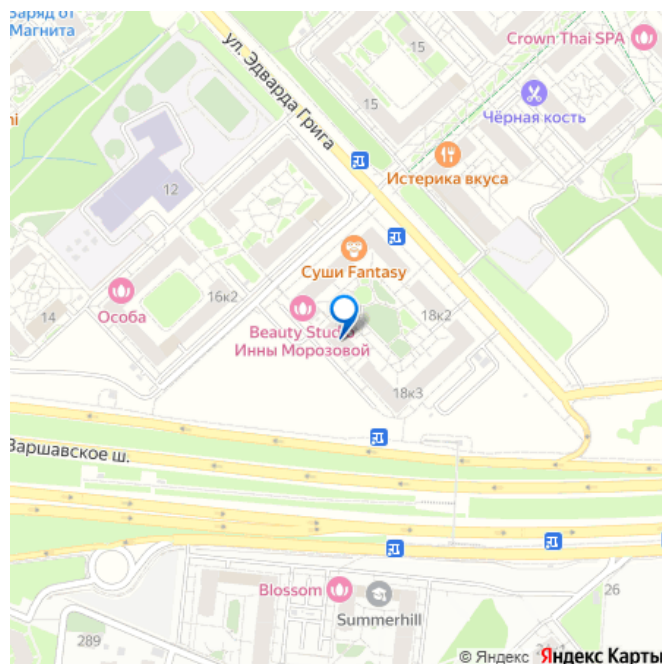 Заряд от
Магнита
Crown Thai SPA
15
ул. Эдварда Грига
15
Чёрная кость
Истерика вкуса
12
Суши Fantasy
16к2
Особа
14
Beauty Studio
Инны Морозовой
18к2
18к3
Варшавское ш.
Blossom
Summerhill
26
289
© Яндекс Яндекс Карты